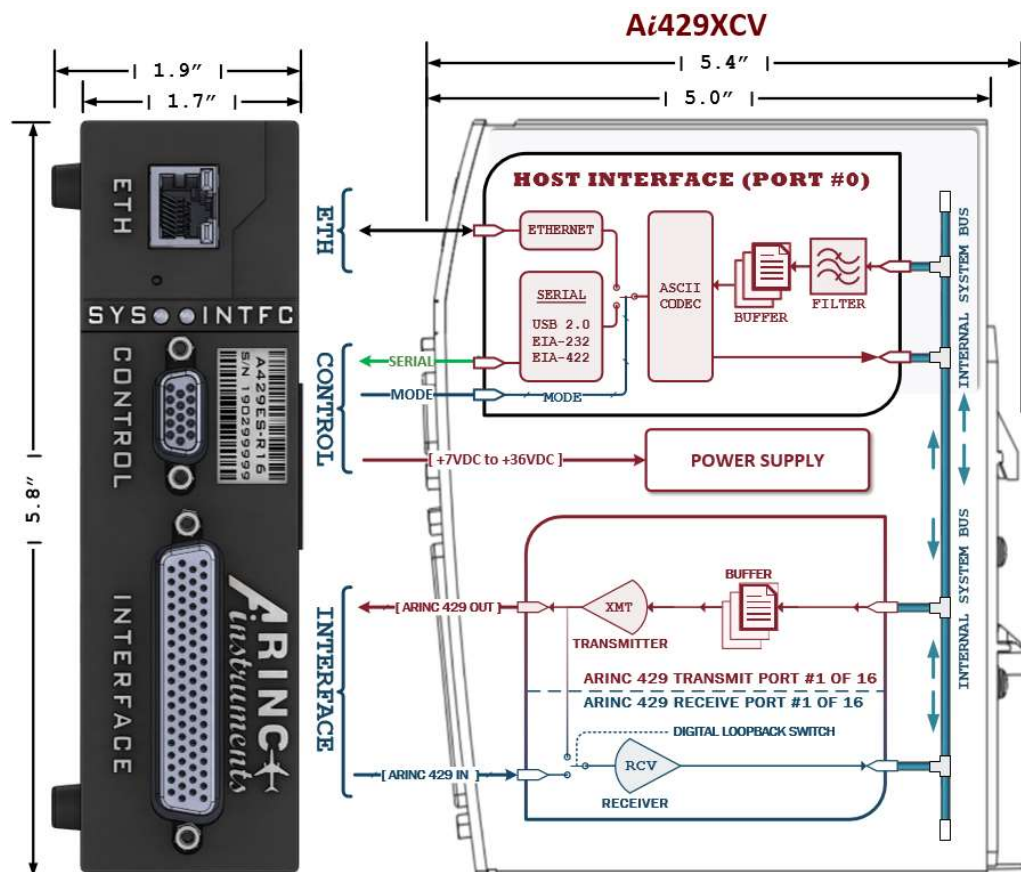 Ai429XCV
1.9"
1.7"
5.4"
5.0"
5.8"
ETH
SYS INTFC
CONTROL
A429ES-R16
S/N 190299999
INTERFACE
ARINC
instruments
ETH
CONTROL
INTERFACE
HOST INTERFACE (PORT #0)
ETHERNET
SERIAL
USB 2.0
EIA-232
EIA-422
ASCII
CODEC
BUFFER
FILTER
SERIAL
MODE
MODE
INTERNAL SYSTEM BUS
[ +7VDC to +36VDC ]
POWER SUPPLY
INTERNAL SYSTEM BUS
BUFFER
[ ARINC 429 OUT ]
XMT
TRANSMITTER
ARINC 429 TRANSMIT PORT #1 OF 16
ARINC 429 RECEIVE PORT #1 OF 16
DIGITAL LOOPBACK SWITCH
[ ARINC 429 IN ]
RCV
RECEIVER